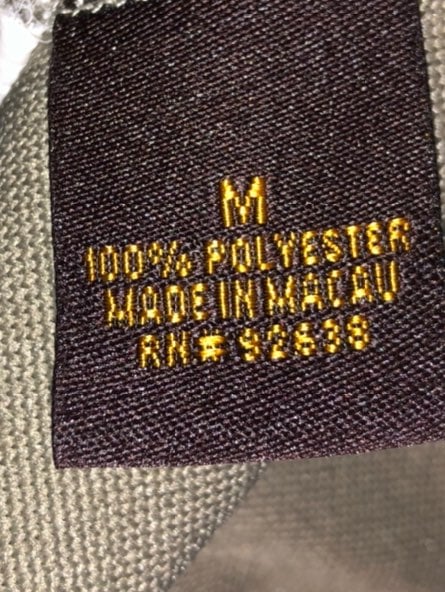 M
100% POLYESTER
MADE IN MACAU
RN# 92638